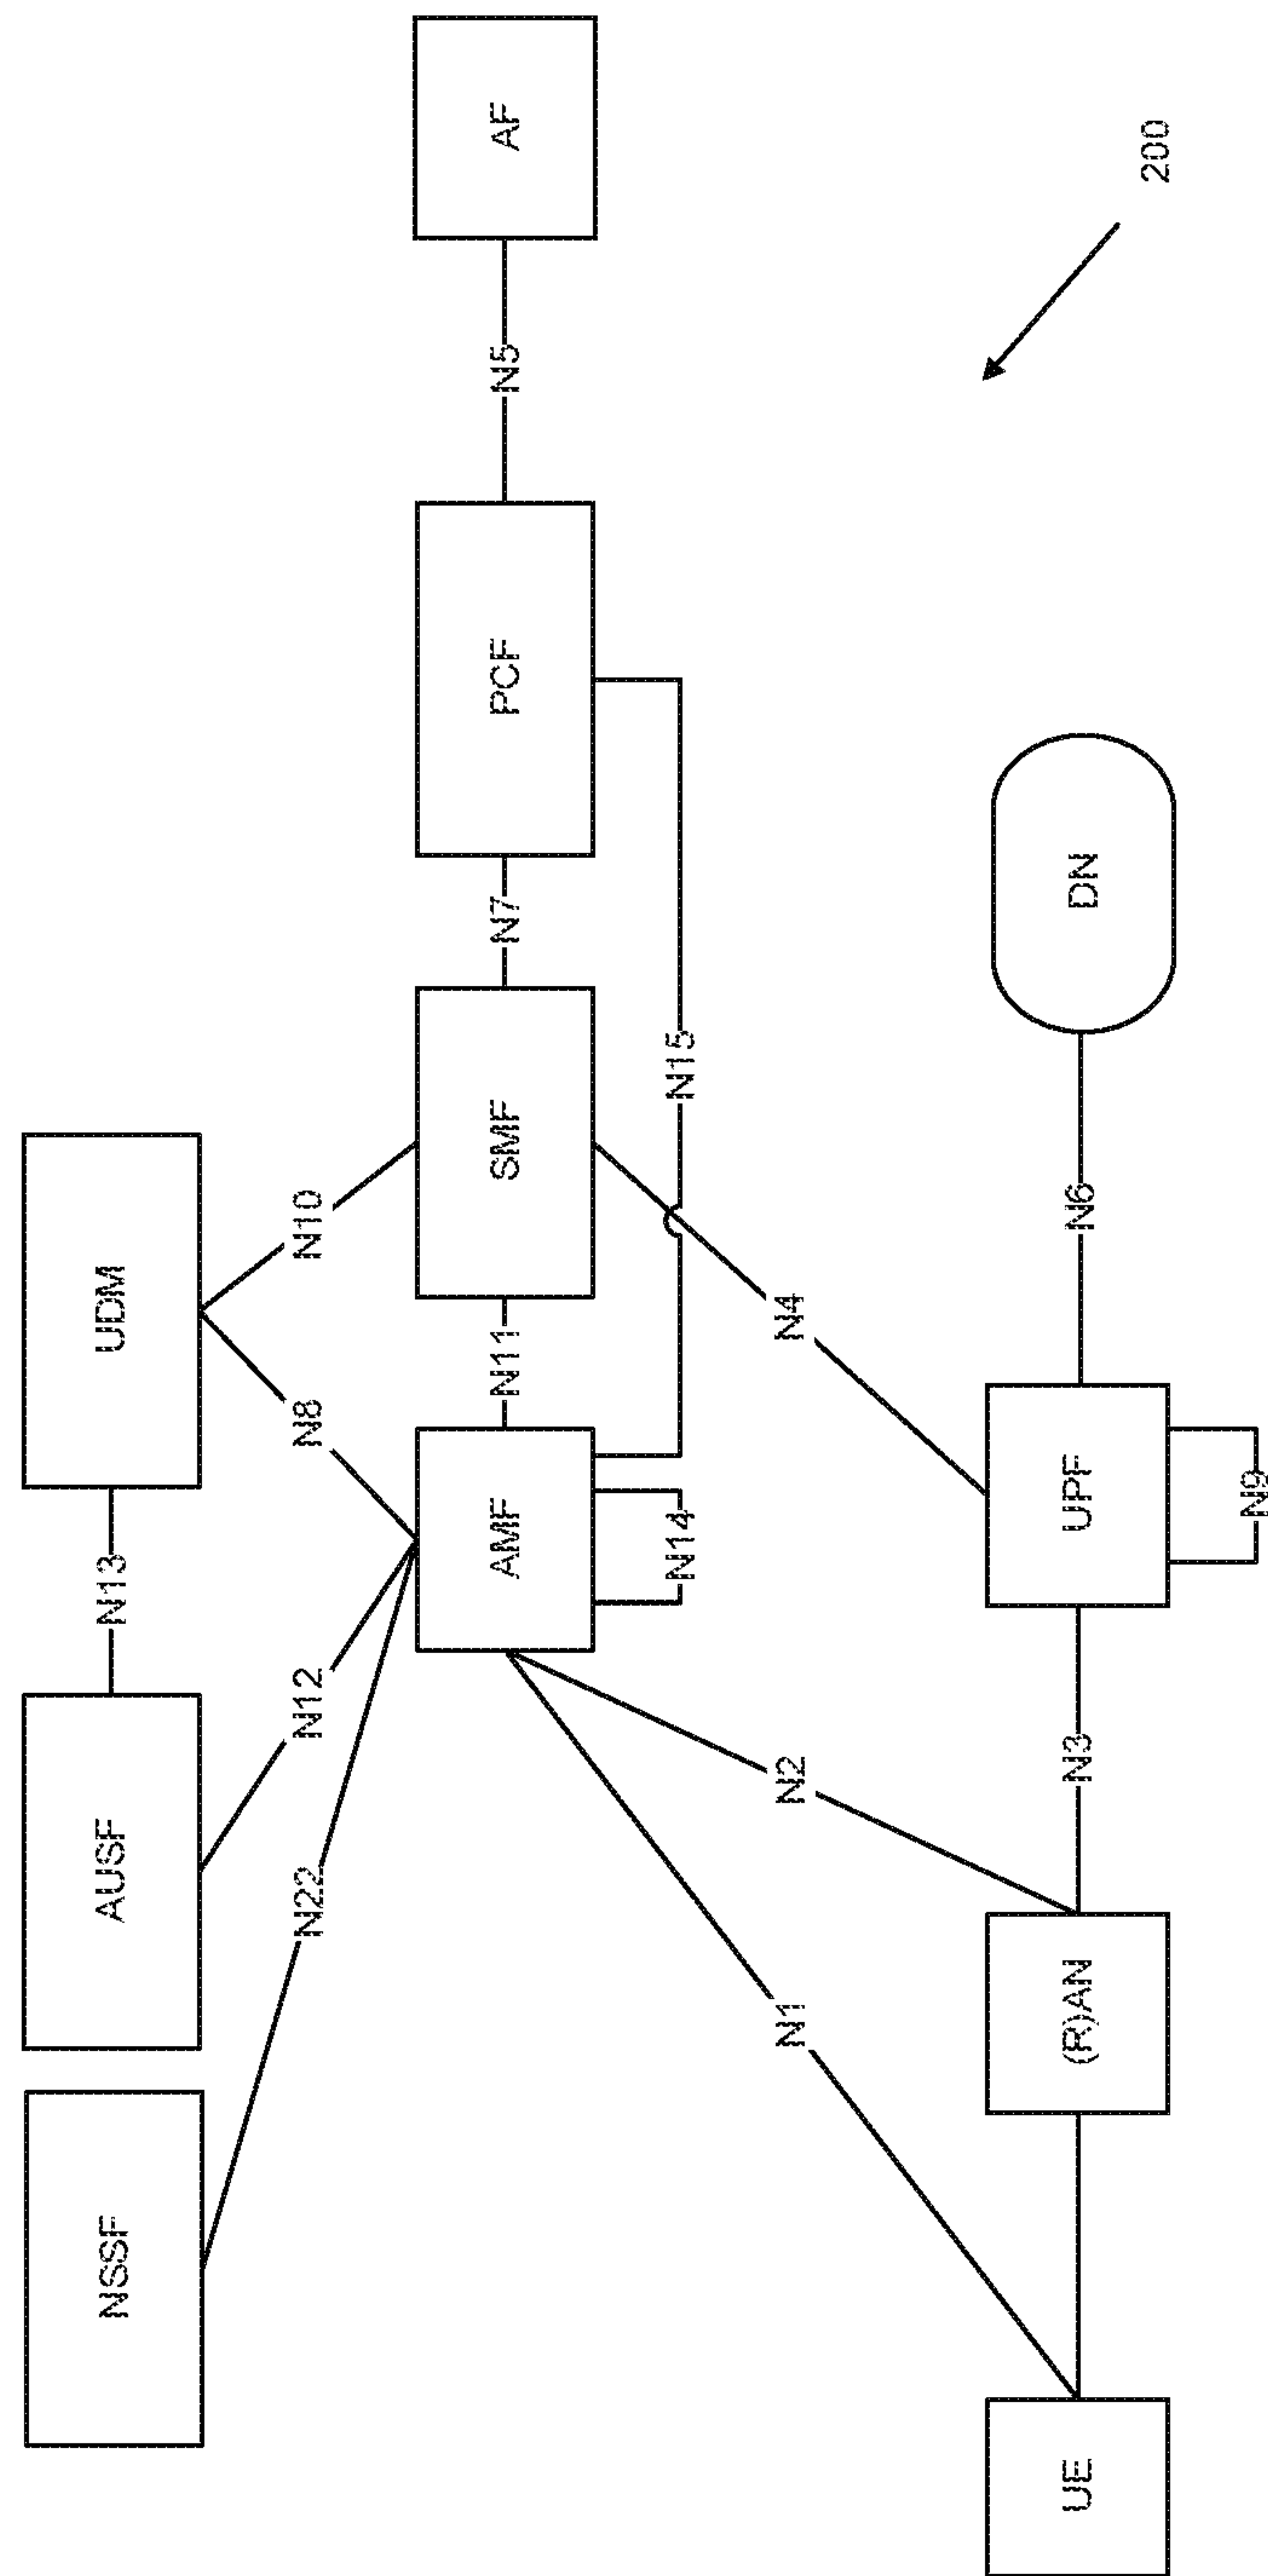 NSSF
AUSF
N13
UDM
N22
N12
N8
N10
AMF
N11
SMF
N7
PCF
N5
AF
N14
N15
N1
N2
N4
UE
(R)AN
N3
UPF
N6
DN
N9
200